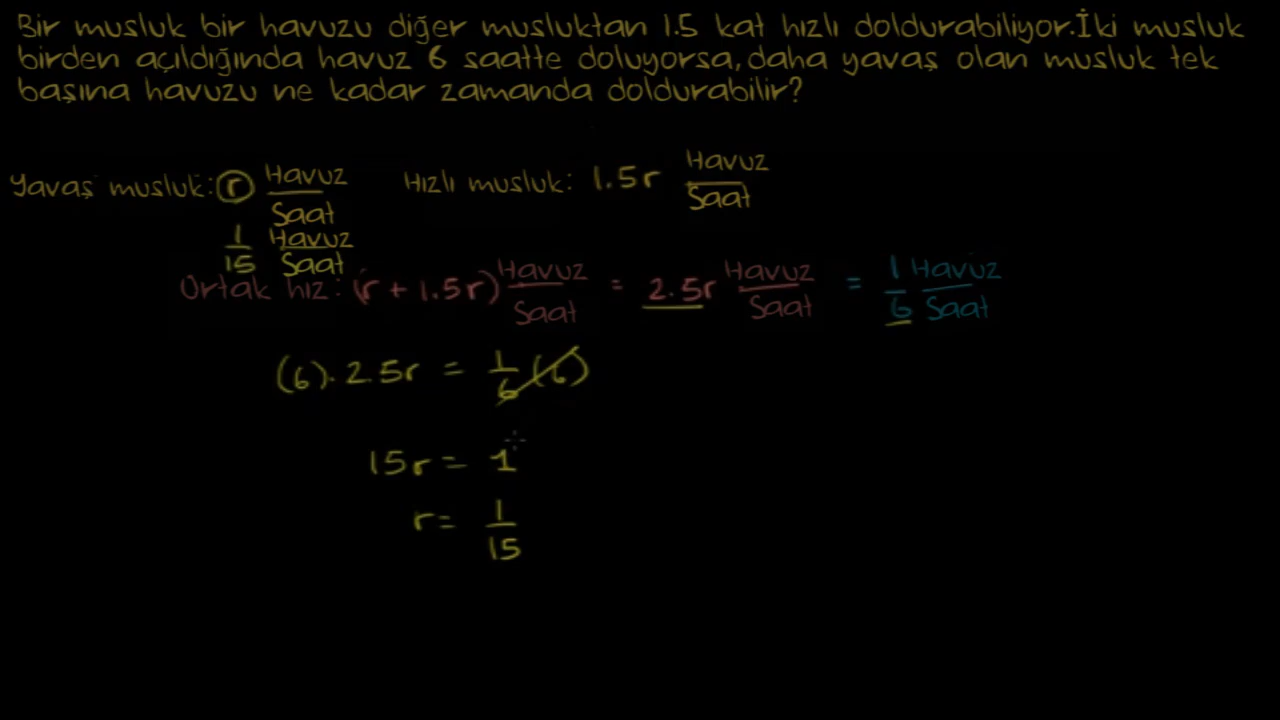 Bir musluk bir havuzu diğer musluktan 1.5 kat hızlı doldurabiliyor.İki musluk
birden açıldığında havuz 6 saatte doluyorsa, daha yavaş olan musluk tek
başına havuzu ne kadar zamanda doldurabilir?
Yavaş musluk: r Havuz/Saat Hızlı musluk: 1.5r Havuz/Saat
1/15 Havuz/Saat
Ortak hız: (r + 1.5r) Havuz/Saat = 2.5r Havuz/Saat = 1/6 Havuz/Saat
(6). 2.5r = 1/6 (6)
15r = 1
r = 1/15